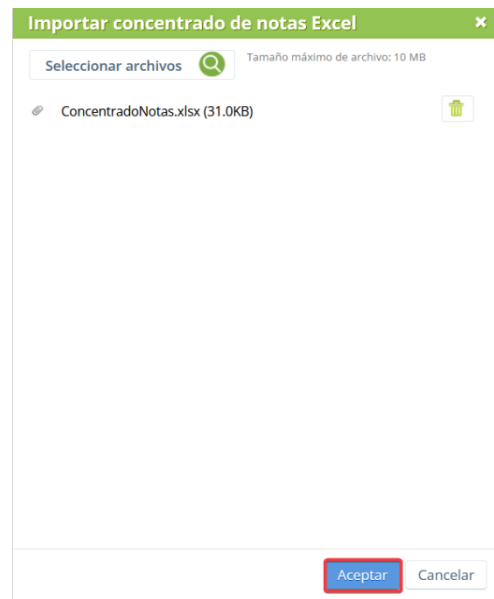 Importar concentrado de notas Excel
Seleccionar archivos
Tamaño máximo de archivo: 10 MB
ConcentradoNotas.xlsx (31.0KB)
Aceptar
Cancelar